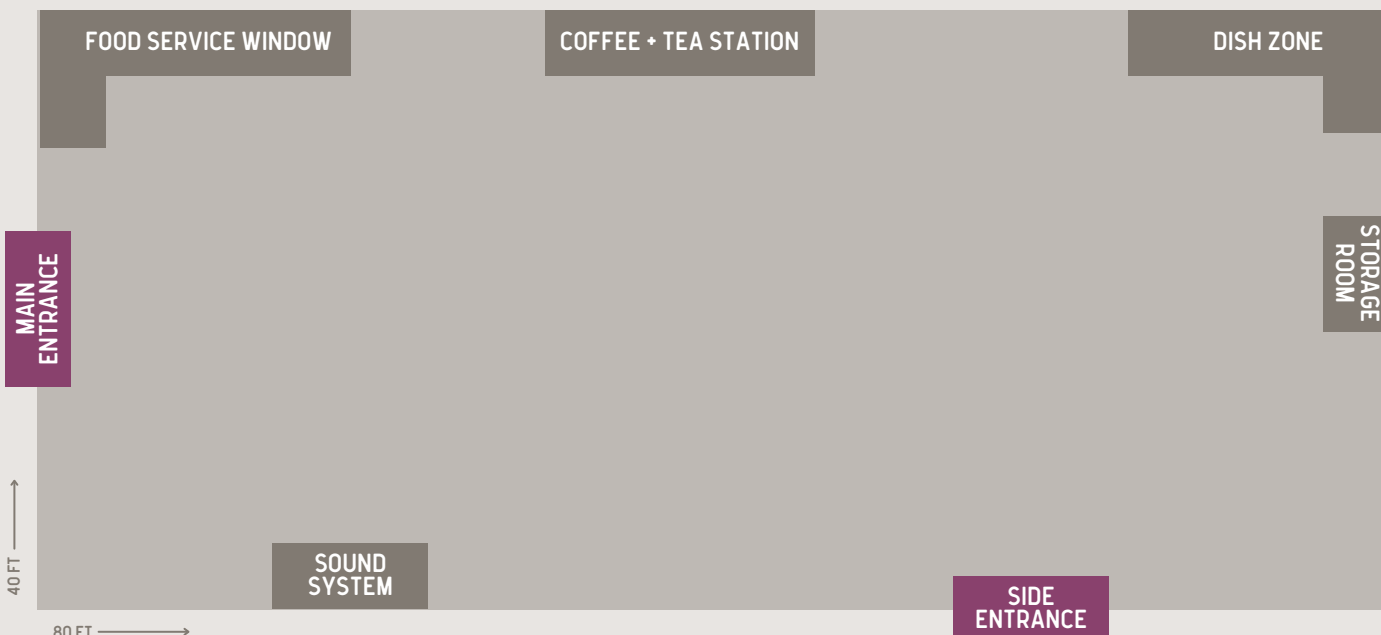 FOOD SERVICE WINDOW
COFFEE + TEA STATION
DISH ZONE
STORAGE
ROOM
MAIN
ENTRANCE
40 FT
SOUND
SYSTEM
SIDE
ENTRANCE
80 FT